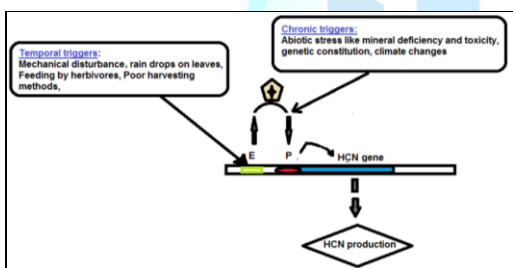 Temporal triggers:
Mechanical disturbance, rain drops on leaves,
Feeding by herbivores, Poor harvesting
methods,
Chronic triggers:
Abiotic stress like mineral deficiency and toxicity,
genetic constitution, climate changes
E
P
HCN gene
HCN production